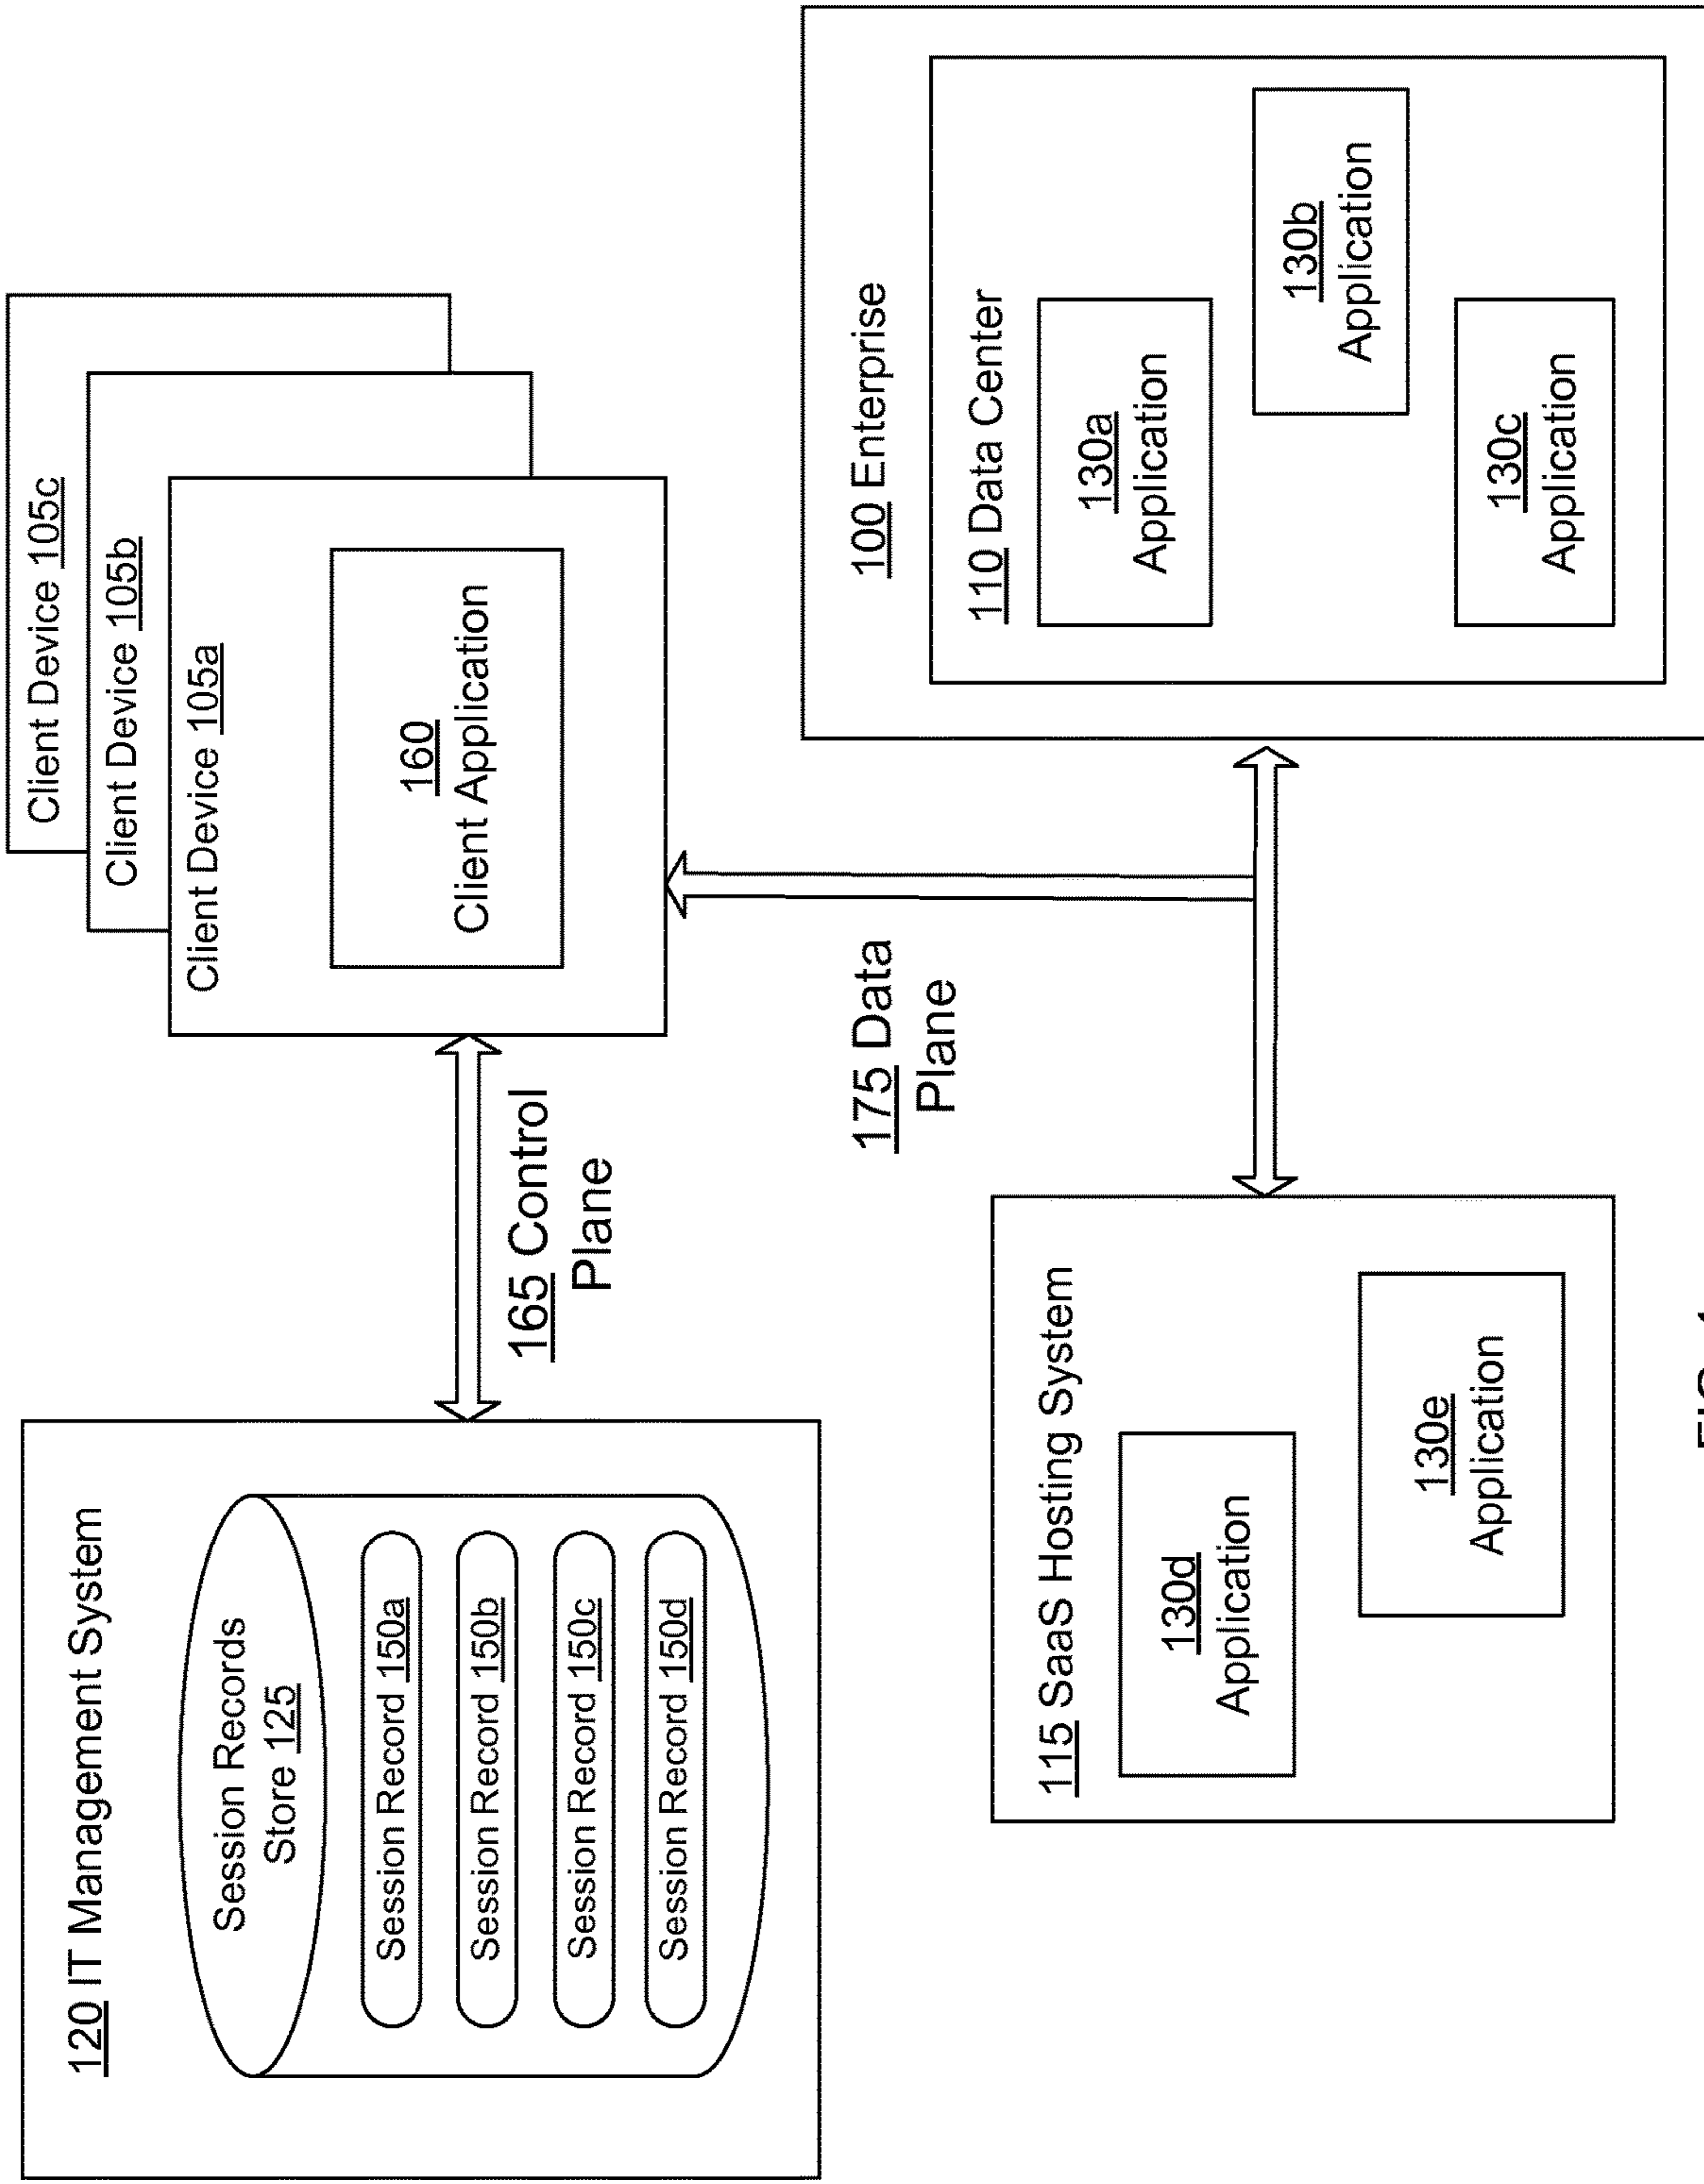 120 IT Management System
Session Records
Store 125
Session Record 150a
Session Record 150b
Session Record 150c
Session Record 150d
165 Control
Plane
Client Device 105c
Client Device 105b
Client Device 105a
160
Client Application
175 Data
Plane
115 SaaS Hosting System
130d
Application
130e
Application
100 Enterprise
110 Data Center
130a
Application
130b
Application
130c
Application